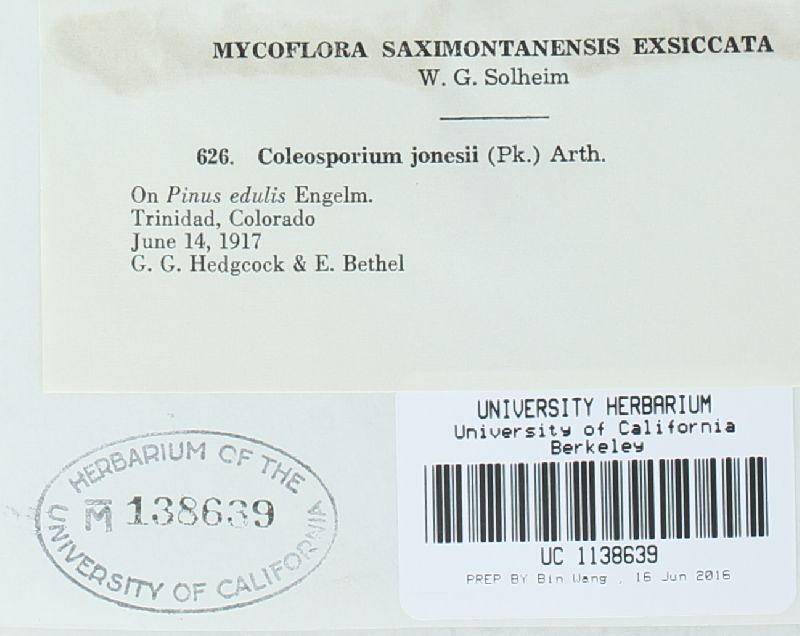 MYCOFLORA SAXIMONTANENSIS EXSICCATA
W. G. Solheim
626. Coleosporium jonesii (Pk.) Arth.
On Pinus edulis Engelm.
Trinidad, Colorado
June 14, 1917
G. G. Hedgcock & E. Bethel
UNIVERSITY HERBARIUM
University of California
Berkeley
UC 1138639
PREP BY Bin Wang , 16 Jun 2016
HERBARIUM OF THE
M 138639
UNIVERSITY OF CALIFORNIA